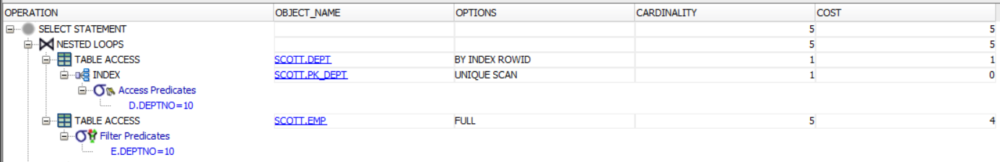 OPERATION OBJECT_NAME OPTIONS CARDINALITY COST
SELECT STATEMENT 5 5
NESTED LOOPS 5 5
TABLE ACCESS SCOTT.DEPT BY INDEX ROWID 1 1
INDEX SCOTT.PK_DEPT UNIQUE SCAN 1 0
Access Predicates
D.DEPTNO=10
TABLE ACCESS SCOTT.EMP FULL 5 4
Filter Predicates
E.DEPTNO=10